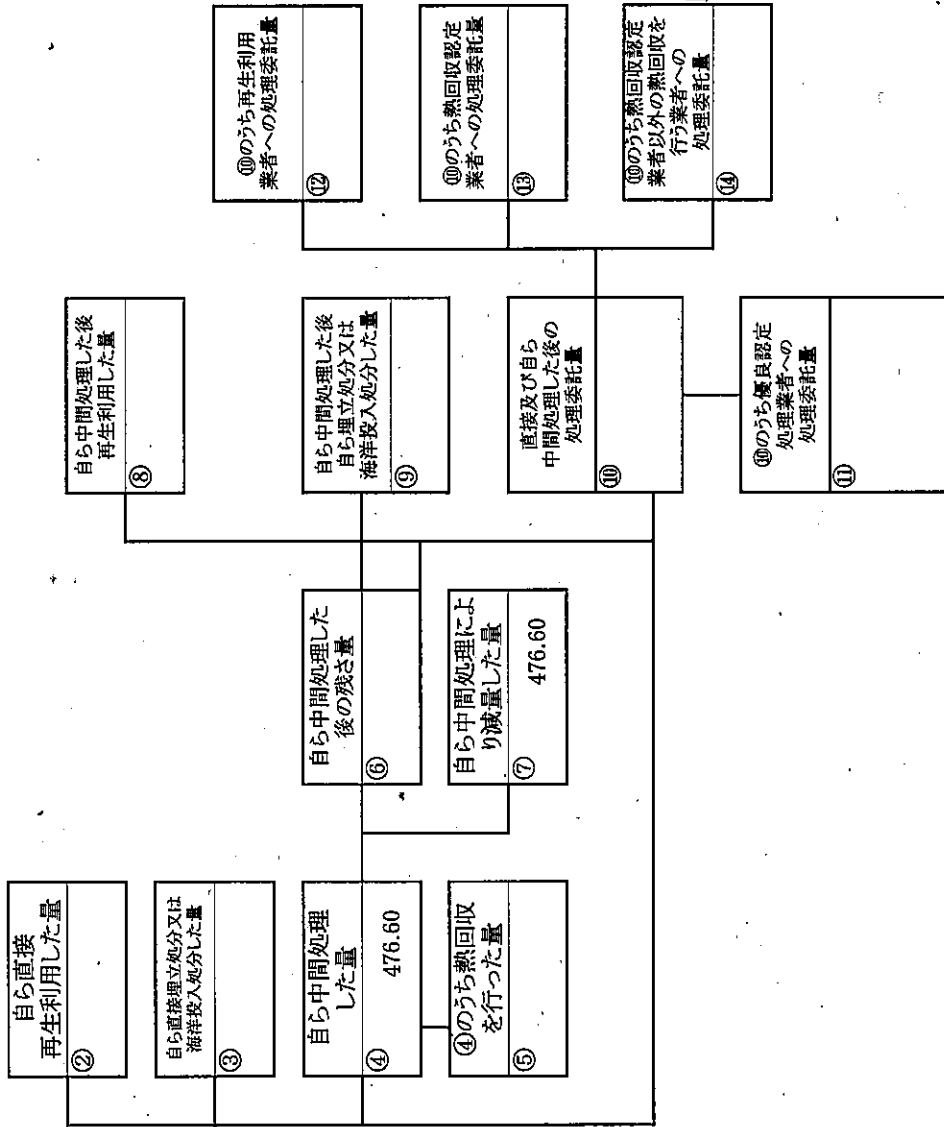 自ら直接
再生利用した量
②
自ら直接埋立処分又は
海洋投入処分した量
③
自ら中間処理
した量
④
476.60
④のうち熱回収
を行った量
⑤
自ら中間処理した
後の残さ量
⑥
自ら中間処理によ
り減量した量
⑦
476.60
自ら中間処理した後
再生利用した量
⑧
自ら中間処理した後
自ら埋立処分又は
海洋投入処分した量
⑨
直接及び自ら
中間処理した後の
処理委託量
⑩
⑩のうち優良認定
処理業者への
処理委託量
⑪
⑩のうち再生利用
業者への処理委託量
⑫
⑩のうち熱回収認定
業者への処理委託量
⑬
⑩のうち熱回収認定
業者以外の熱回収を
行う業者への
処理委託量
⑭